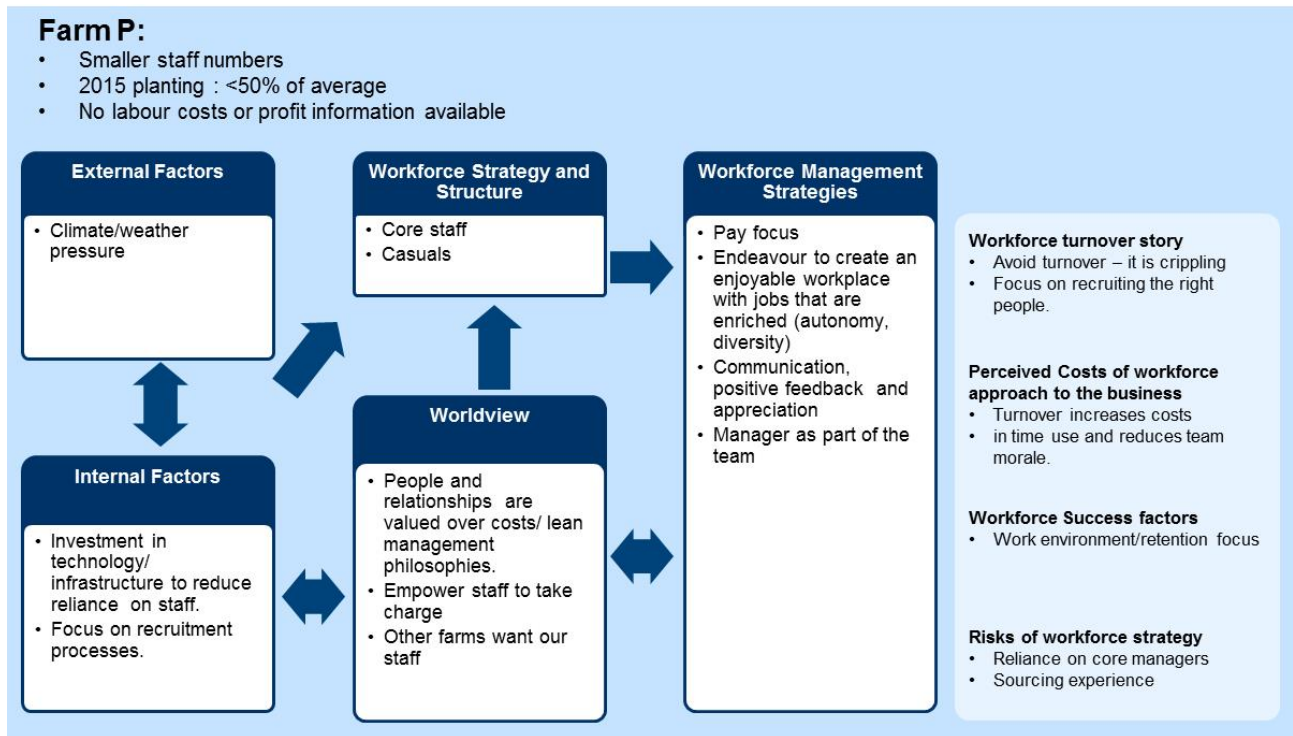 Farm P:
• Smaller staff numbers
• 2015 planting : <50% of average
• No labour costs or profit information available
External Factors
• Climate/weather
pressure
Internal Factors
• Investment in
technology/
infrastructure to reduce
reliance on staff.
• Focus on recruitment
processes.
Workforce Strategy and
Structure
• Core staff
• Casuals
Worldview
• People and
relationships are
valued over costs/ lean
management
philosophies.
• Empower staff to take
charge
• Other farms want our
staff
Workforce Management
Strategies
• Pay focus
• Endeavour to create an
enjoyable workplace
with jobs that are
enriched (autonomy,
diversity)
• Communication,
positive feedback and
appreciation
• Manager as part of the
team
Workforce turnover story
• Avoid turnover – it is crippling
• Focus on recruiting the right
people.
Perceived Costs of workforce
approach to the business
• Turnover increases costs
• in time use and reduces team
morale.
Workforce Success factors
• Work environment/retention focus
Risks of workforce strategy
• Reliance on core managers
• Sourcing experience